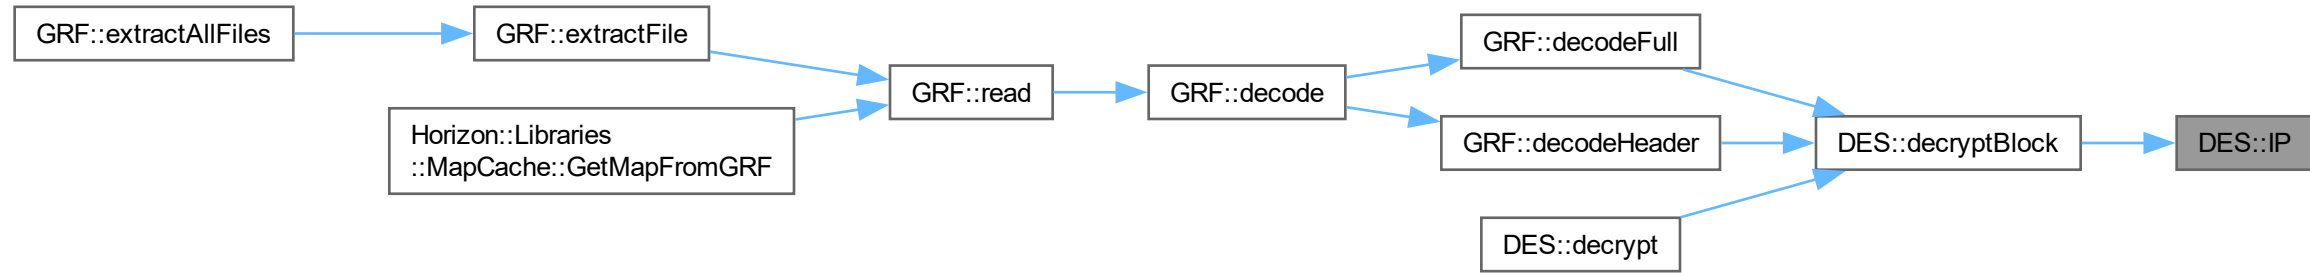 GRF::extractAllFiles
GRF::extractFile
Horizon::Libraries
::MapCache::GetMapFromGRF
GRF::read
GRF::decode
GRF::decodeFull
GRF::decodeHeader
DES::decrypt
DES::decryptBlock
DES::IP